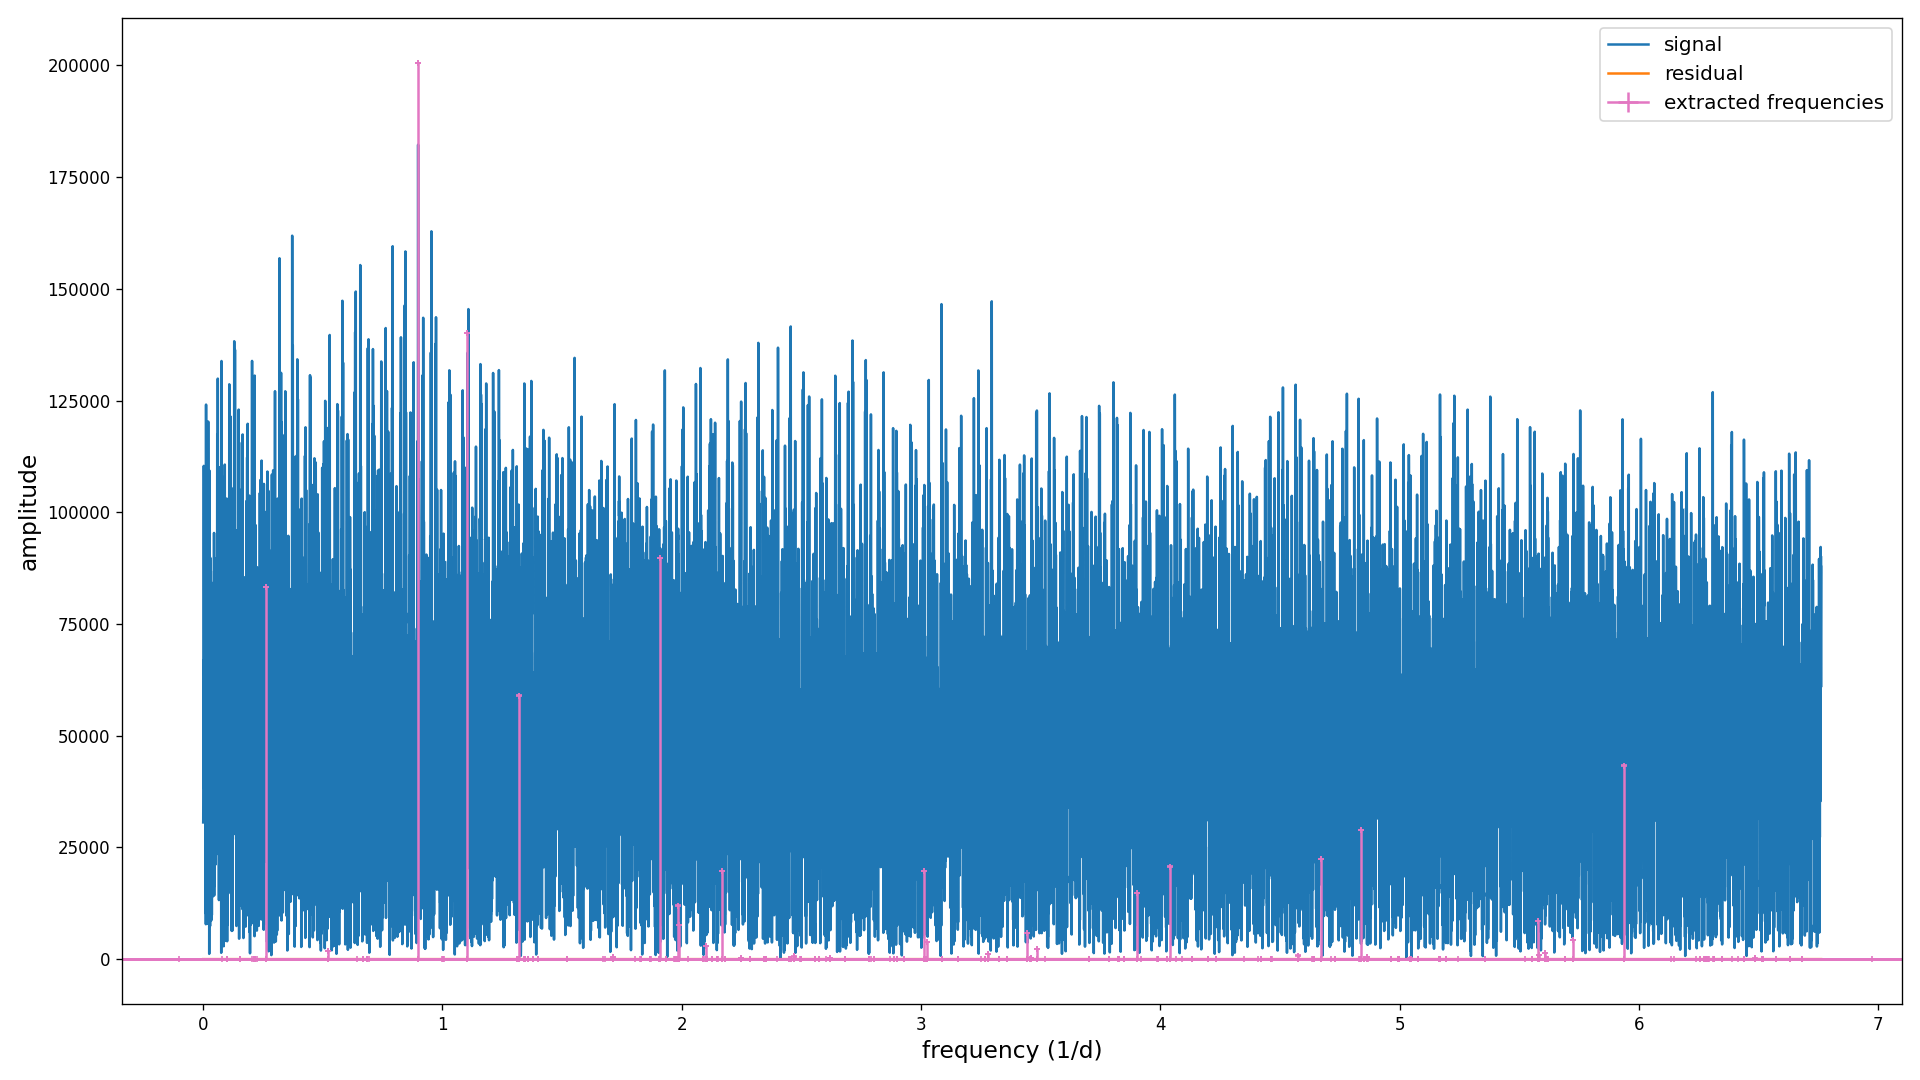 200000
175000
150000
125000
100000
75000
50000
25000
0
amplitude
signal
residual
extracted frequencies
0 1 2 3 4 5 6 7
frequency (1/d)